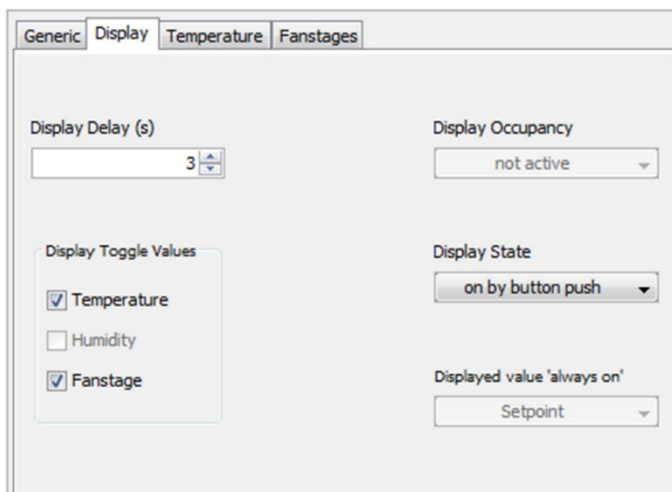 Generic Display Temperature Fanstages
Display Delay (s)
3
Display Occupancy
not active
Display Toggle Values
Temperature
Humidity
Fanstage
Display State
on by button push
Displayed value 'always on'
Setpoint